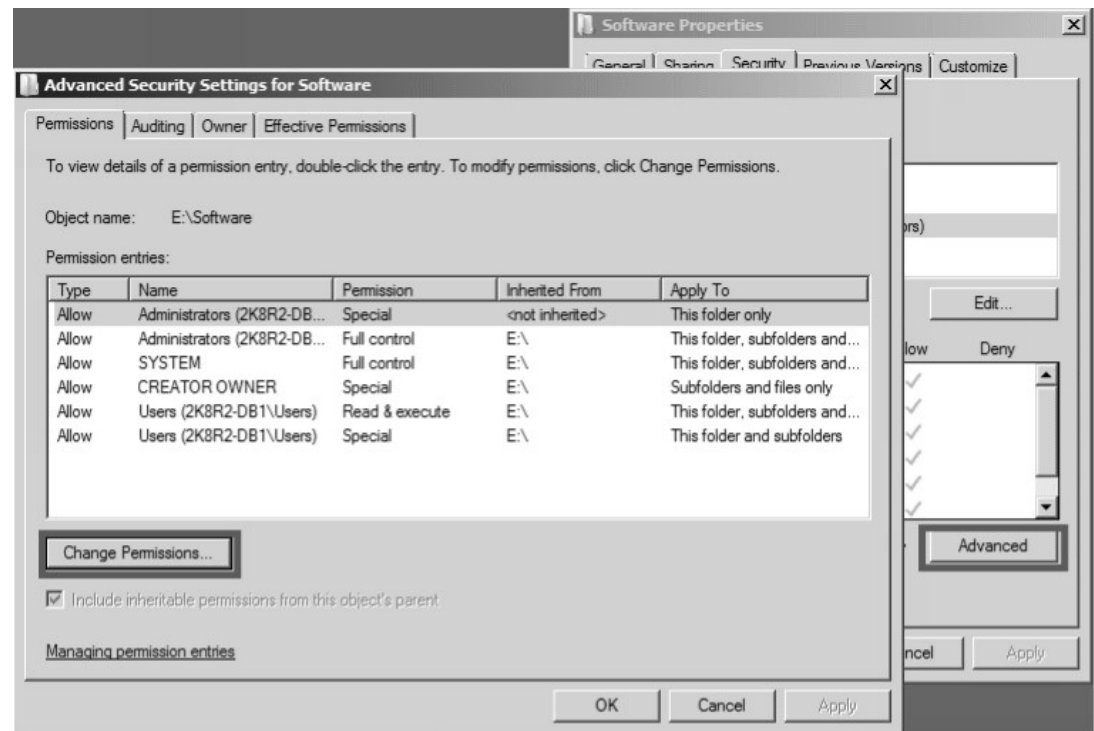 Software Properties
General Sharing Security Previous Versions Customize
Advanced Security Settings for Software
Permissions Auditing Owner Effective Permissions
To view details of a permission entry, double-click the entry. To modify permissions, click Change Permissions.
Object name: E:\Software
Permission entries:
Type Name Permission Inherited From Apply To
Allow Administrators (2K8R2-DB... Special <not inherited> This folder only
Allow Administrators (2K8R2-DB... Full control E:\ This folder, subfolders and...
Allow SYSTEM Full control E:\ This folder, subfolders and...
Allow CREATOR OWNER Special E:\ Subfolders and files only
Allow Users (2K8R2-DB1\Users) Read & execute E:\ This folder, subfolders and...
Allow Users (2K8R2-DB1\Users) Special E:\ This folder and subfolders
Change Permissions...
Include inheritable permissions from this object's parent
Managing permission entries
OK Cancel Apply
ors)
Edit...
low Deny
Advanced
ncel Apply